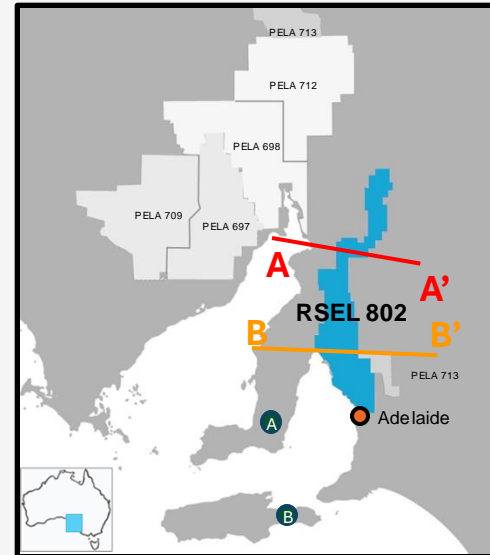 PELA 713
PELA 712
PELA 698
PELA 709
PELA 697
A
A'
RSEL 802
B
B'
PELA 713
Adelaide
A
B